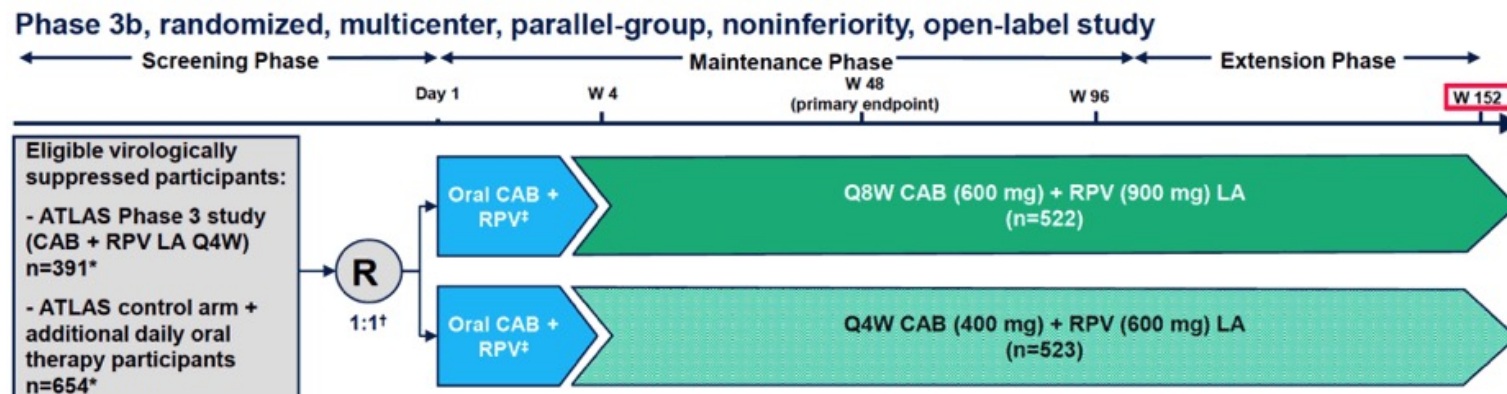 Phase 3b, randomized, multicenter, parallel-group, noninferiority, open-label study
Screening Phase
Maintenance Phase
Extension Phase
Day 1
W 4
W 48
(primary endpoint)
W 96
W 152
Eligible virologically
suppressed participants:
- ATLAS Phase 3 study
(CAB + RPV LA Q4W)
n=391*
- ATLAS control arm +
additional daily oral
therapy participants
n=654*
R
1:1†
Oral CAB +
RPV‡
Q8W CAB (600 mg) + RPV (900 mg) LA
(n=522)
Oral CAB +
RPV‡
Q4W CAB (400 mg) + RPV (600 mg) LA
(n=523)